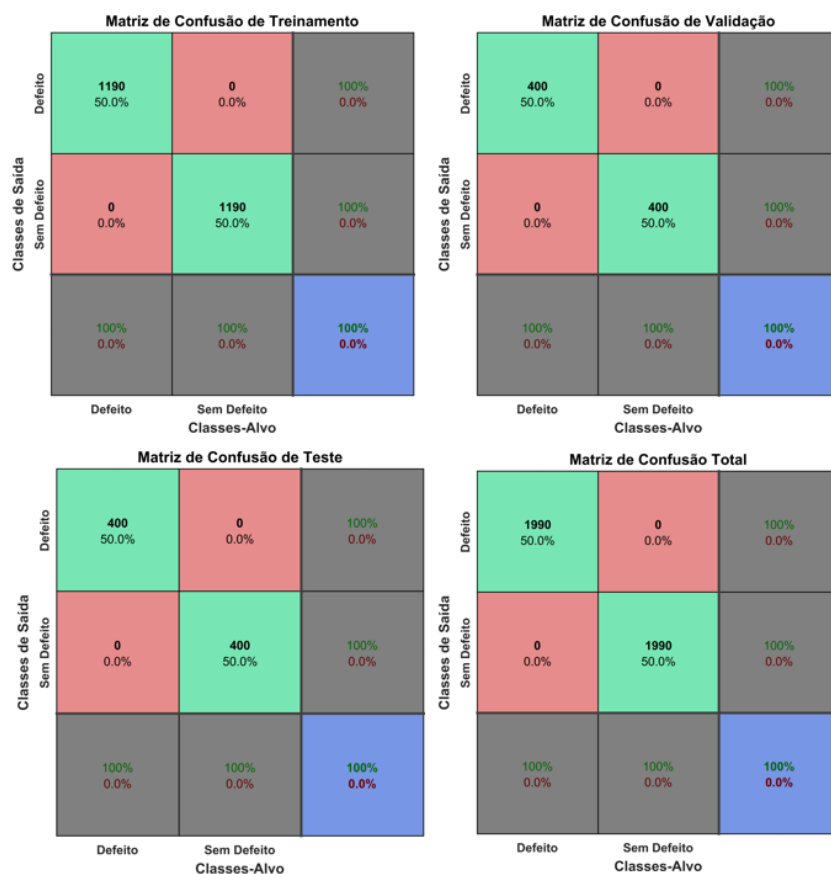 Matriz de Confusão de Treinamento
Classes de Saída
Defeito
Sem Defeito
1190
50.0%
0
0.0%
100%
0.0%
0
0.0%
1190
50.0%
100%
0.0%
100%
0.0%
100%
0.0%
100%
0.0%
Defeito
Sem Defeito
Classes-Alvo
Matriz de Confusão de Validação
Classes de Saída
Defeito
Sem Defeito
400
50.0%
0
0.0%
100%
0.0%
0
0.0%
400
50.0%
100%
0.0%
100%
0.0%
100%
0.0%
100%
0.0%
Defeito
Sem Defeito
Classes-Alvo
Matriz de Confusão de Teste
Classes de Saída
Defeito
Sem Defeito
400
50.0%
0
0.0%
100%
0.0%
0
0.0%
400
50.0%
100%
0.0%
100%
0.0%
100%
0.0%
100%
0.0%
Defeito
Sem Defeito
Classes-Alvo
Matriz de Confusão Total
Classes de Saída
Defeito
Sem Defeito
1990
50.0%
0
0.0%
100%
0.0%
0
0.0%
1990
50.0%
100%
0.0%
100%
0.0%
100%
0.0%
100%
0.0%
Defeito
Sem Defeito
Classes-Alvo